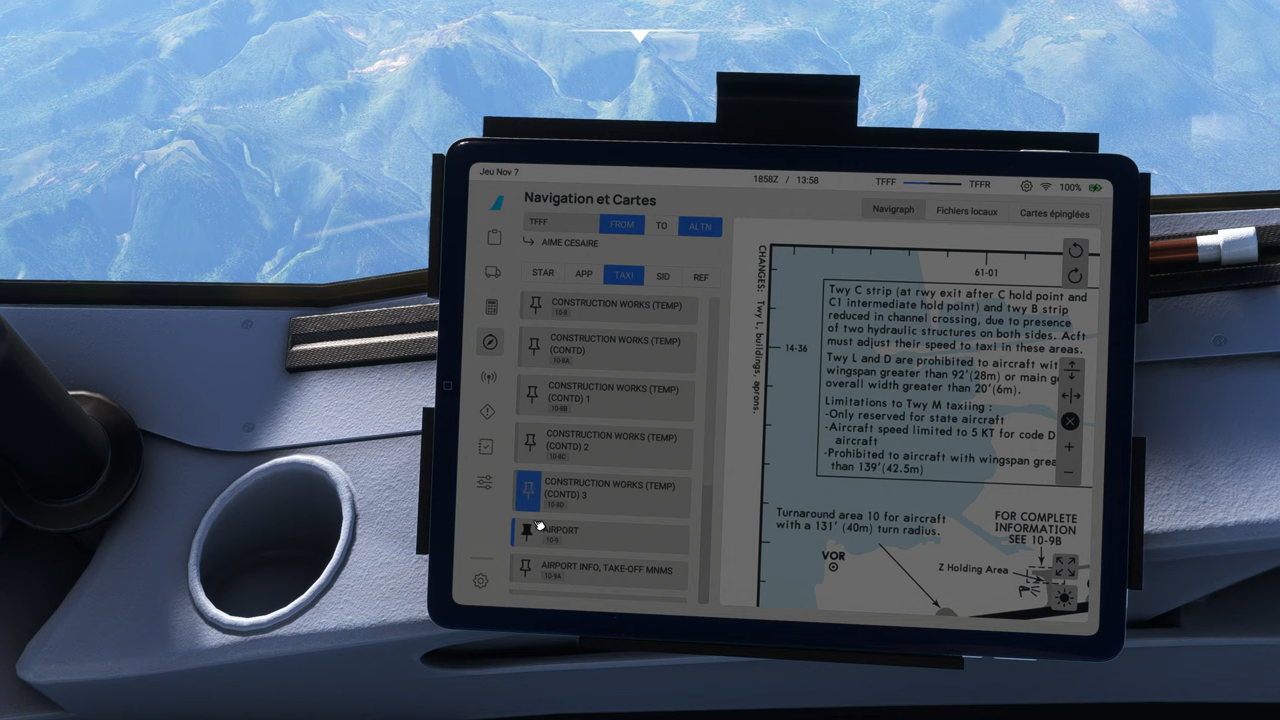 Jeu Nov 7
1858Z / 13:58
TFFF TFFR
100%
Navigation et Cartes
Navigraph Fichiers locaux Cartes épinglées
TFFF FROM TO ALTN
AIME CESAIRE
STAR APP TAXI SID REF
CONSTRUCTION WORKS (TEMP)
10-8
CONSTRUCTION WORKS (TEMP)
(CONTD)
10-8A
CONSTRUCTION WORKS (TEMP)
(CONTD) 1
10-8B
CONSTRUCTION WORKS (TEMP)
(CONTD) 2
10-8C
CONSTRUCTION WORKS (TEMP)
(CONTD) 3
10-8D
AIRPORT
10-9
AIRPORT INFO, TAKE-OFF MNMS
10-9A
CHANGES: Twy L, buildings, aprons.
61-01
14-36
Twy C strip (at rwy exit after C hold point and
C1 intermediate hold point) and twy B strip
reduced in channel crossing, due to presence
of two hydraulic structures on both sides. Acft
must adjust their speed to taxi in these areas.
Twy L and D are prohibited to aircraft wit
wingspan greater than 92'(28m) or main ge
overall width greater than 20'(6m).
Limitations to Twy M taxiing :
-Only reserved for state aircraft
-Aircraft speed limited to 5 KT for code D
aircraft
-Prohibited to aircraft with wingspan grea
than 139'(42.5m)
Turnaround area 10 for aircraft
with a 131' (40m) turn radius.
VOR
FOR COMPLETE
INFORMATION
SEE 10-9B
Z Holding Area